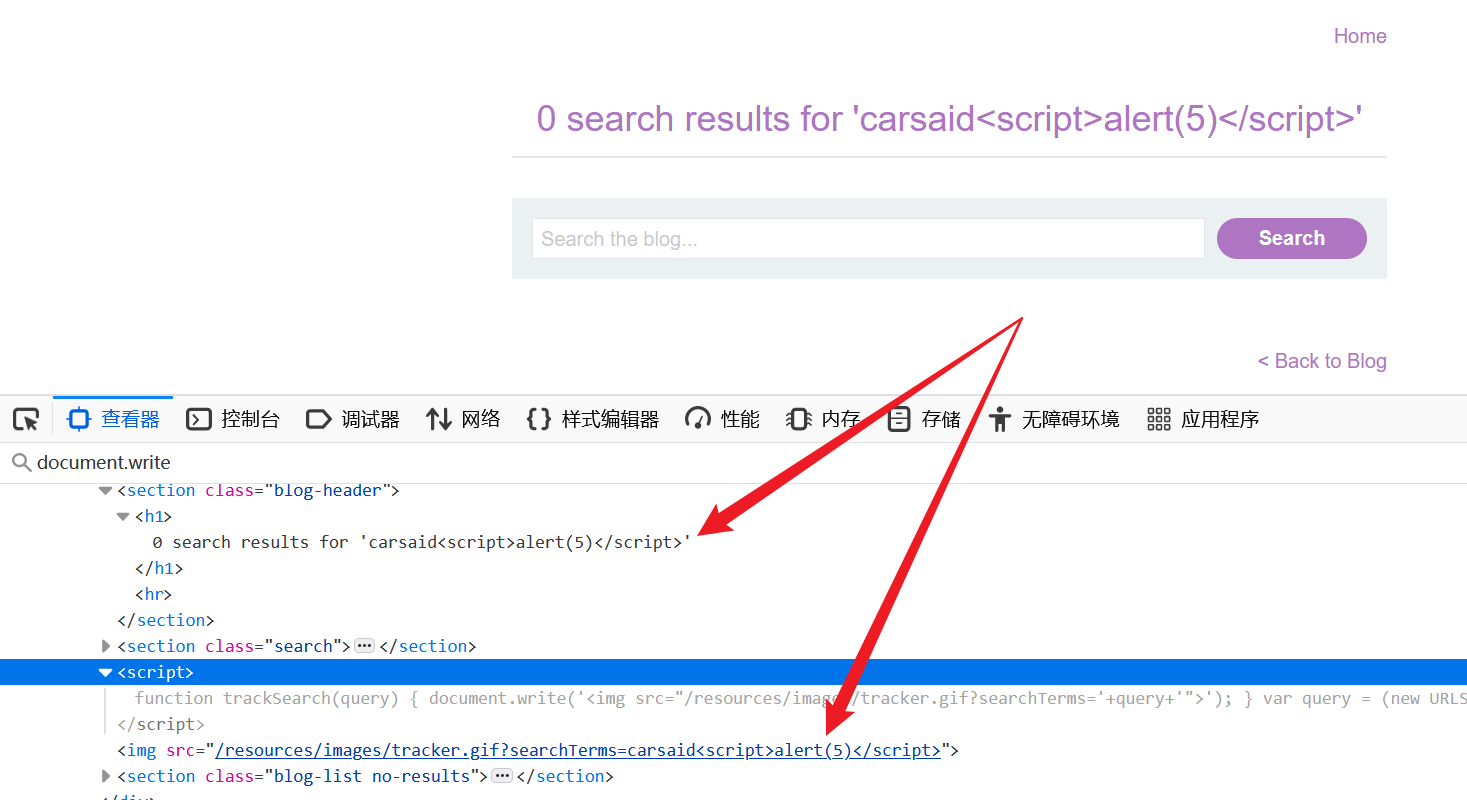 Home
0 search results for 'carsaid<script>alert(5)</script>'
Search the blog...
Search
< Back to Blog
查看器 控制台 调试器 网络 样式编辑器 性能 内存 存储 无障碍环境 应用程序
document.write
<section class="blog-header">
<h1>
0 search results for 'carsaid<script>alert(5)</script>'
</h1>
<hr>
</section>
<section class="search"> ••• </section>
<script>
function trackSearch(query) { document.write('<img src="/resources/images/tracker.gif?searchTerms='+query+'">'); } var query = (new URLS
</script>
<img src="/resources/images/tracker.gif?searchTerms=carsaid<script>alert(5)</script>">
<section class="blog-list no-results"> ••• </section>
</div>